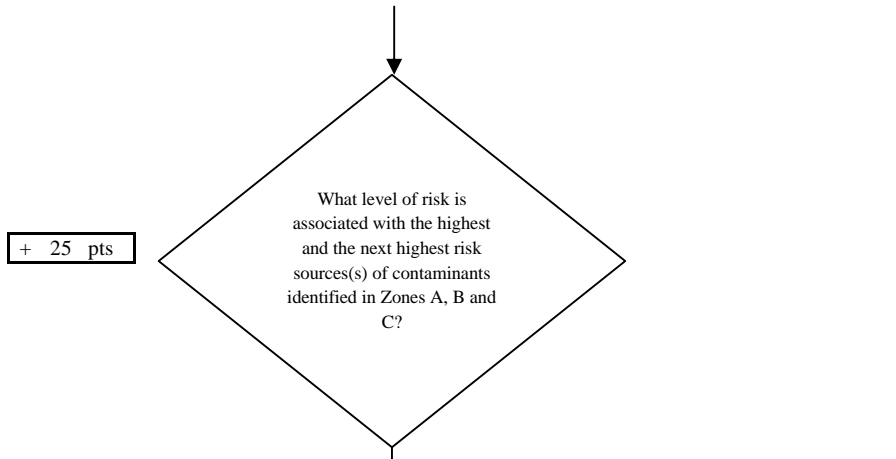 What level of risk is
associated with the highest
and the next highest risk
+ 25 pts
sources(s) of contaminants
identified in Zones A, B and
C?